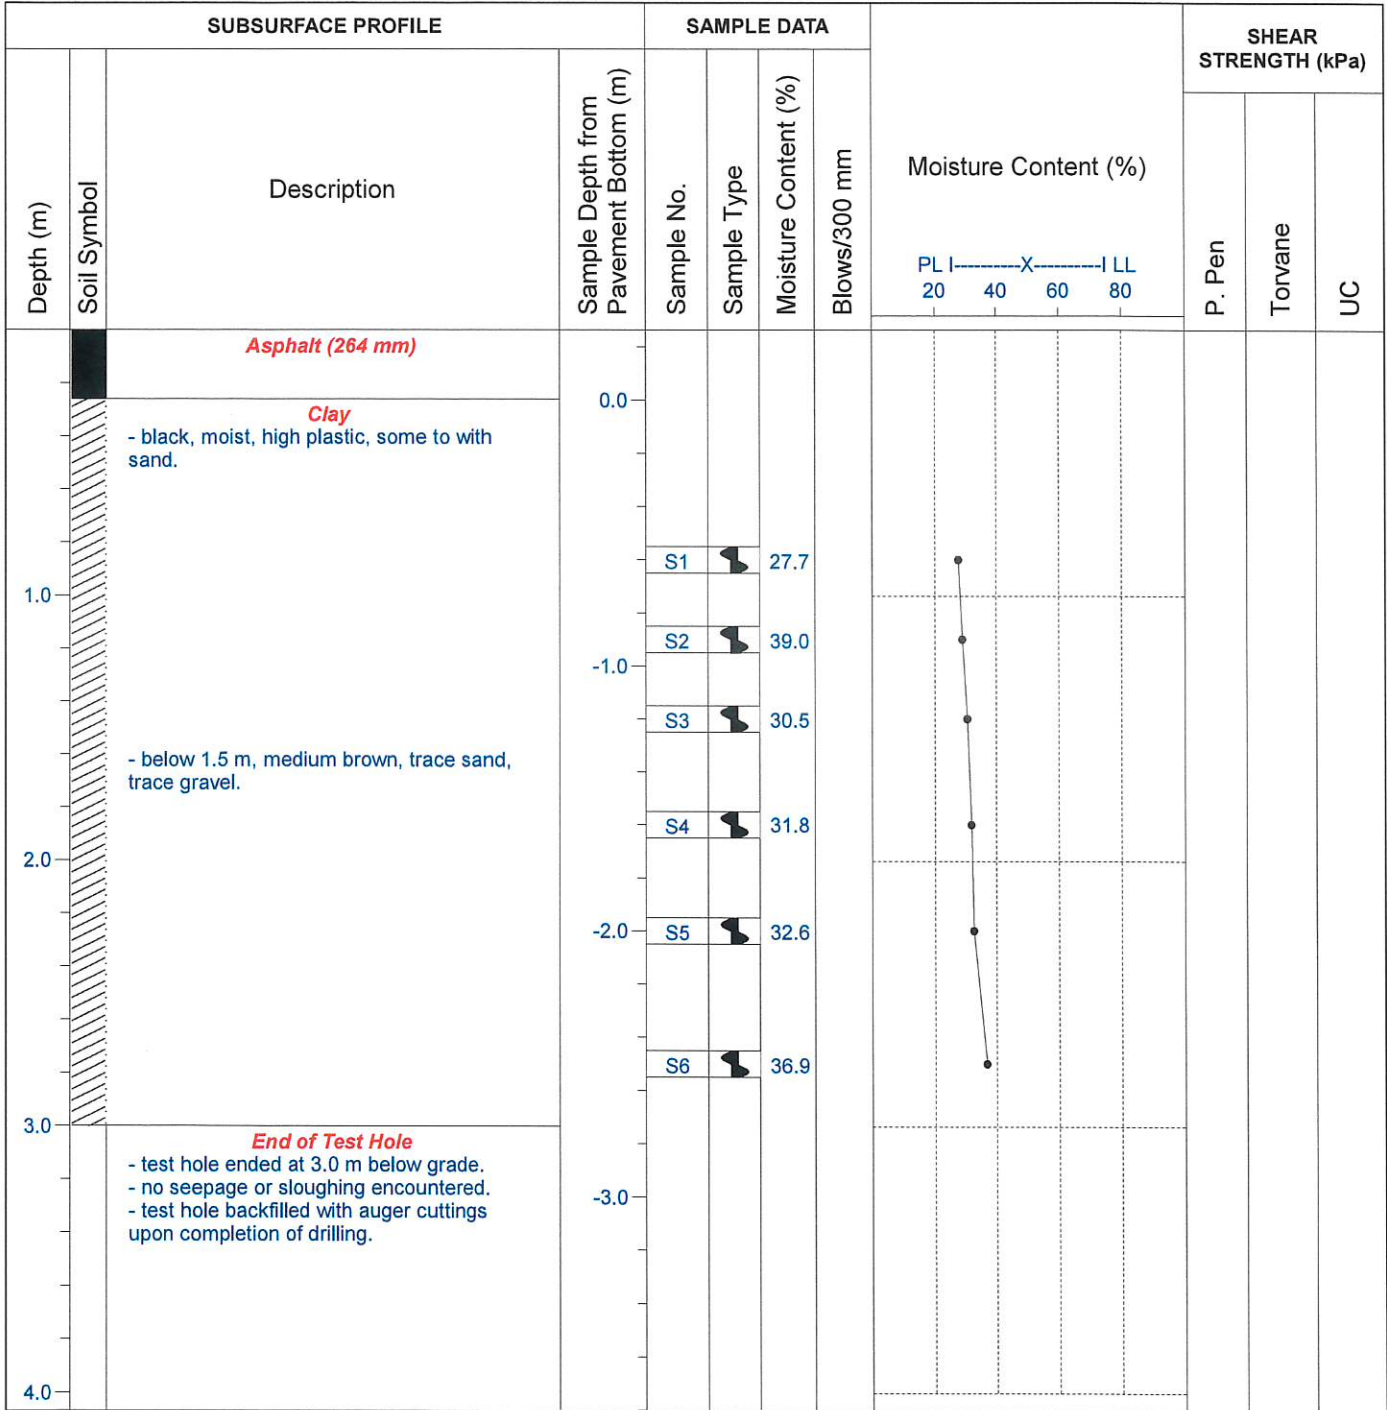 SUBSURFACE PROFILE
SAMPLE DATA
SHEAR
STRENGTH (kPa)
Depth (m)
Soil Symbol
Description
Sample Depth from
Pavement Bottom (m)
Sample No.
Sample Type
Moisture Content (%)
Blows/300 mm
Moisture Content (%)
PL I----------X----------I LL
20 40 60 80
P. Pen
Torvane
UC
Asphalt (264 mm)
0.0
Clay
- black, moist, high plastic, some to with
sand.
S1 27.7
1.0
S2 39.0
-1.0
S3 30.5
- below 1.5 m, medium brown, trace sand,
trace gravel.
S4 31.8
2.0
-2.0 S5 32.6
S6 36.9
3.0
End of Test Hole
- test hole ended at 3.0 m below grade.
- no seepage or sloughing encountered.
-3.0
- test hole backfilled with auger cuttings
upon completion of drilling.
4.0